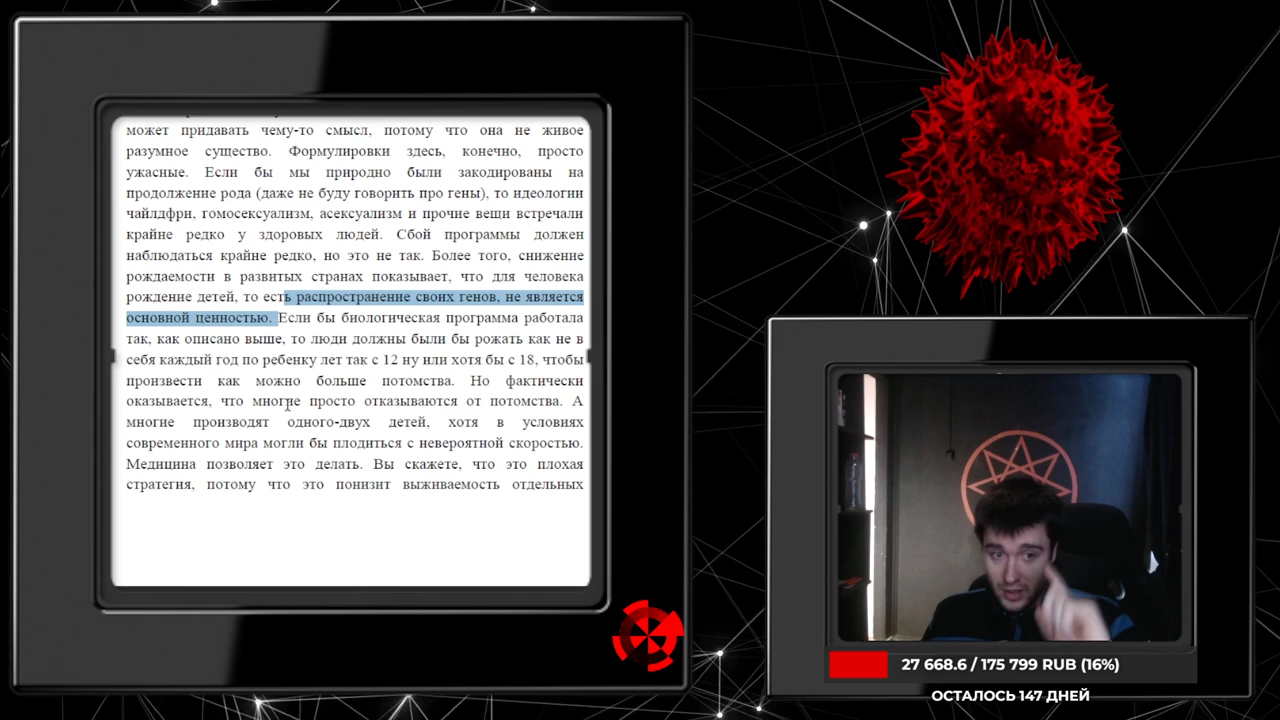 может придавать чему-то смысл, потому что она не живое
разумное существо. Формулировки здесь, конечно, просто
ужасные. Если бы мы природно были закодированы на
продолжение рода (даже не буду говорить про гены), то идеологии
чайлдфри, гомосексуализм, асексуализм и прочие вещи встречали
крайне редко у здоровых людей. Сбой программы должен
наблюдаться крайне редко, но это не так. Более того, снижение
рождаемости в развитых странах показывает, что для человека
рождение детей, то есть распространение своих генов, не является
основной ценностью. Если бы биологическая программа работала
так, как описано выше, то люди должны были бы рожать как не в
себя каждый год по ребенку лет так с 12 ну или хотя бы с 18, чтобы
произвести как можно больше потомства. Но фактически
оказывается, что многие просто отказываются от потомства. А
многие производят одного-двух детей, хотя в условиях
современного мира могли бы плодиться с невероятной скоростью.
Медицина позволяет это делать. Вы скажете, что это плохая
стратегия, потому что это понизит выживаемость отдельных
27 668.6 / 175 799 RUB (16%)
ОСТАЛОСЬ 147 ДНЕЙ